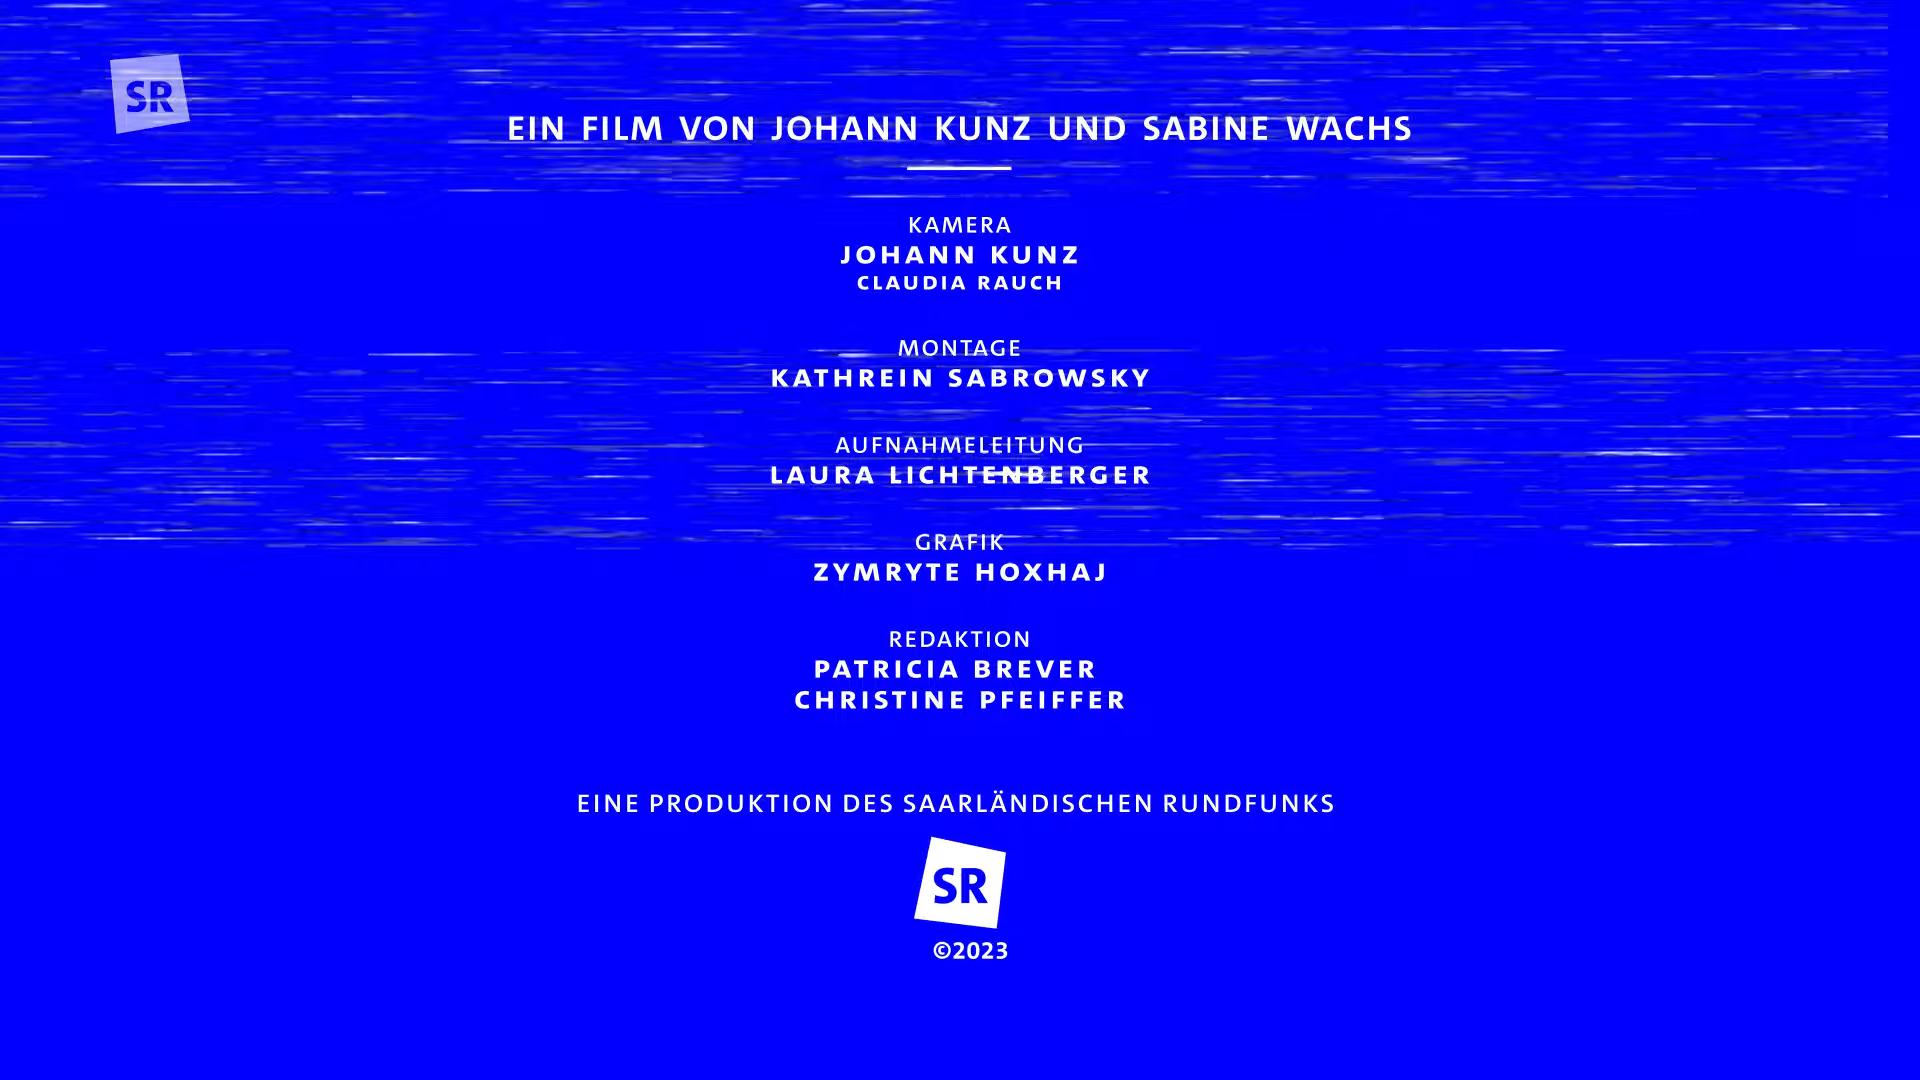 SR
EIN FILM VON JOHANN KUNZ UND SABINE WACHS
KAMERA
JOHANN KUNZ
CLAUDIA RAUCH
MONTAGE
KATHREIN SABROWSKY
AUFNAHMELEITUNG
LAURA LICHTENBERGER
GRAFIK
ZYMRYTE HOXHAJ
REDAKTION
PATRICIA BREVER
CHRISTINE PFEIFFER
EINE PRODUKTION DES SAARLÄNDISCHEN RUNDFUNKS
SR
©2023